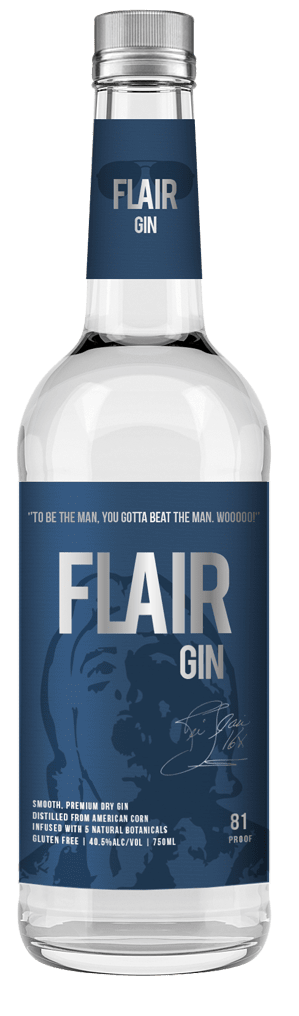 FLAIR
GIN
"TO BE THE MAN, YOU GOTTA BEAT THE MAN. WOOOOO!"
FLAIR
GIN
16X
SMOOTH, PREMIUM DRY GIN
DISTILLED FROM AMERICAN CORN
INFUSED WITH 5 NATURAL BOTANICALS
GLUTEN FREE | 40.5%ALC/VOL | 750ML
81
PROOF